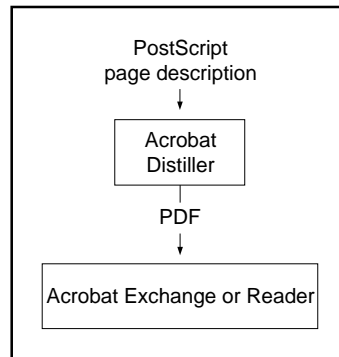 PostScript
page description
Acrobat
Distiller
PDF
Acrobat Exchange or Reader